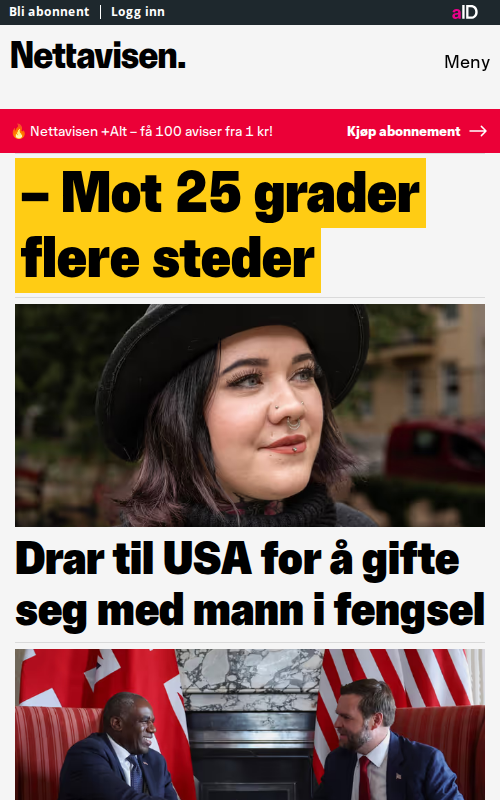 Bli abonnent | Logg inn
aID
Nettavisen.
Meny
🔥 Nettavisen +Alt – få 100 aviser fra 1 kr!
Kjøp abonnement →
– Mot 25 grader
flere steder
Drar til USA for å gifte
seg med mann i fengsel